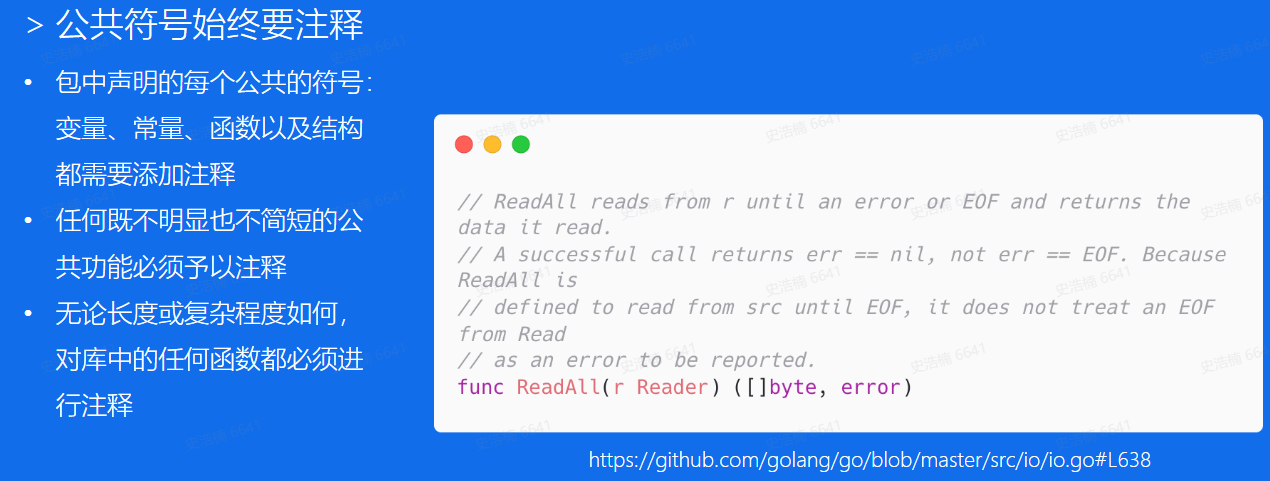 > 公共符号始终要注释
• 包中声明的每个公共的符号：
变量、常量、函数以及结构
都需要添加注释
• 任何既不明显也不简短的公
共功能必须予以注释
• 无论长度或复杂程度如何，
对库中的任何函数都必须进
行注释
// ReadAll reads from r until an error or EOF and returns the
data it read.
// A successful call returns err == nil, not err == EOF. Because
ReadAll is
// defined to read from src until EOF, it does not treat an EOF
from Read
// as an error to be reported.
func ReadAll(r Reader) ([]byte, error)
https://github.com/golang/go/blob/master/src/io/io.go#L638
史浩楠 6641